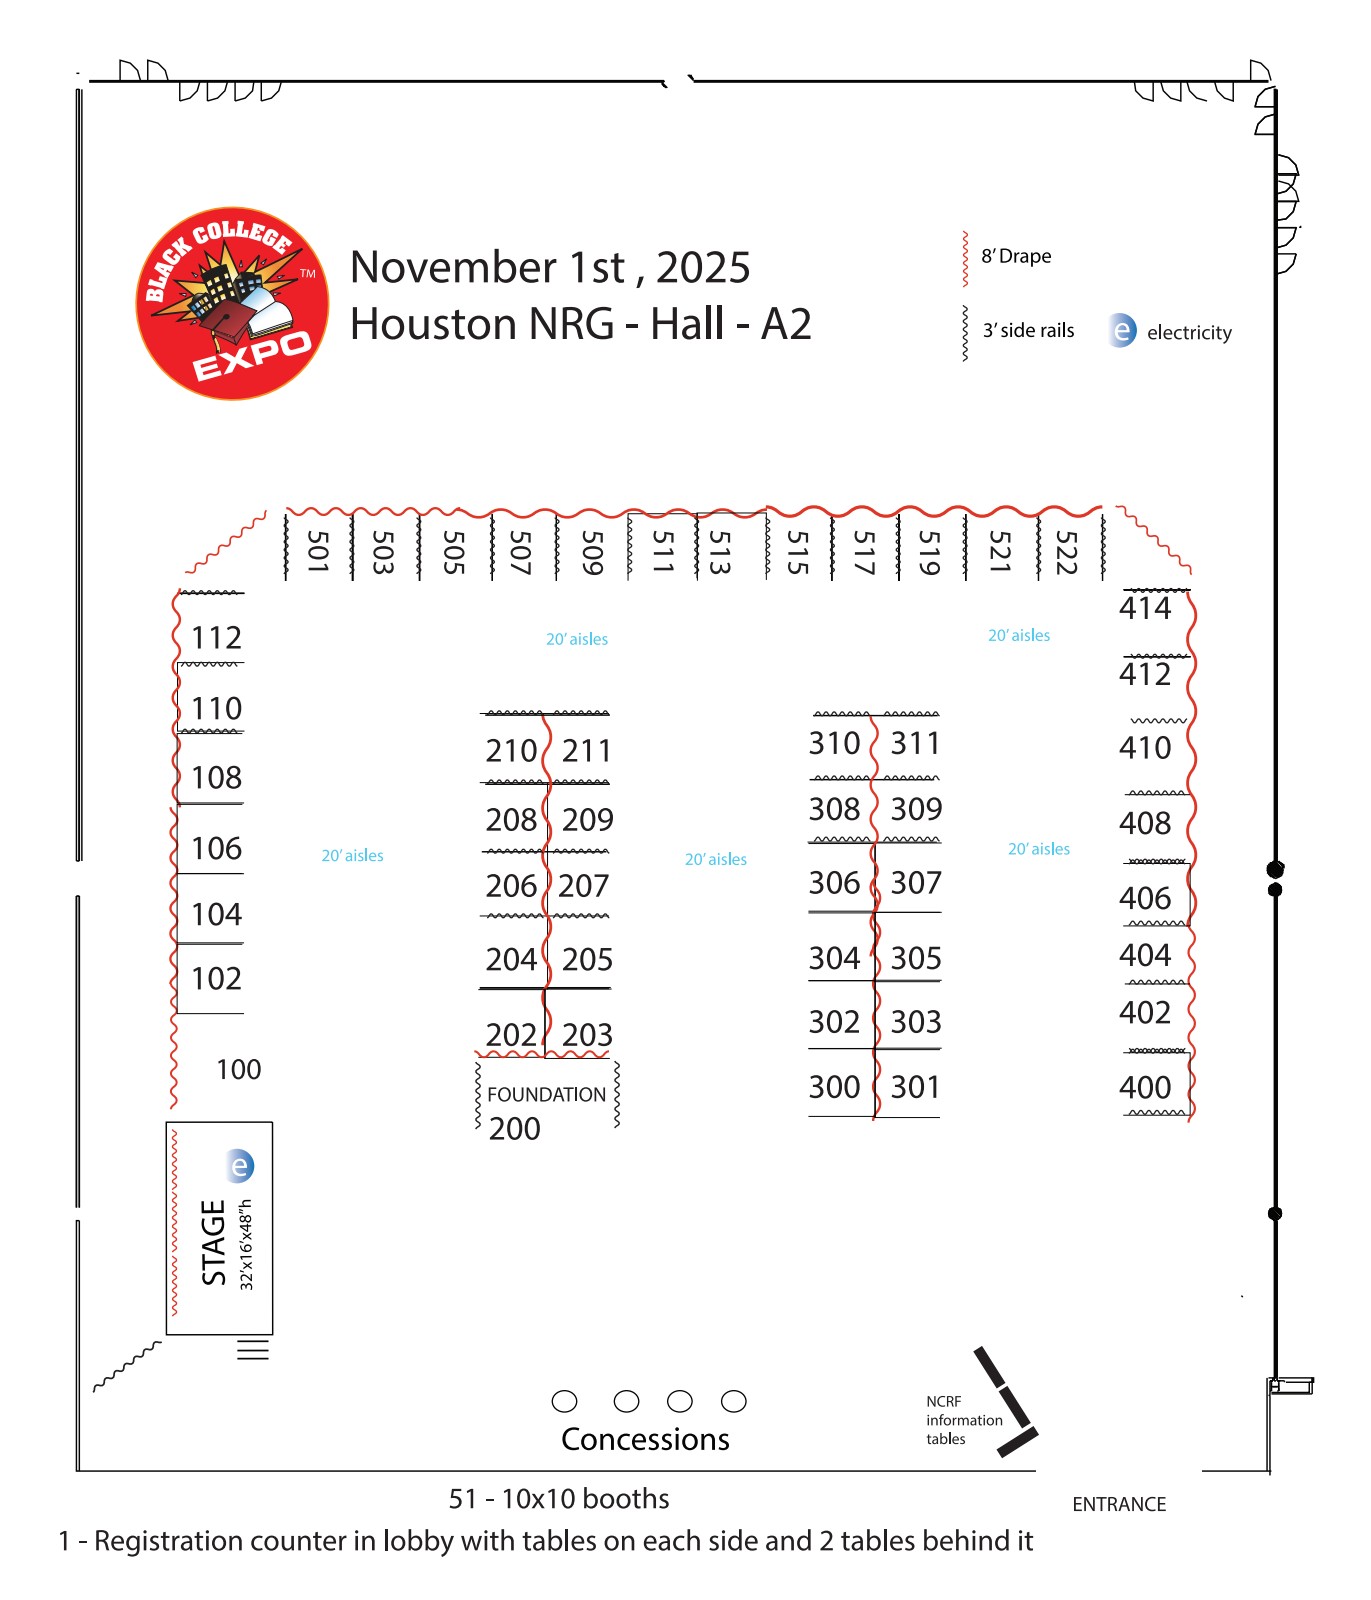 BLACK COLLEGE
TM
EXPO
November 1st , 2025
Houston NRG - Hall - A2
8' Drape
3' side rails
e electricity
501 503 505 507 509 511 513 515 517 519 521 522
112
110
108
106
104
102
100
20' aisles
20' aisles
20' aisles
20' aisles
20' aisles
210 211
208 209
206 207
204 205
202 203
FOUNDATION
200
310 311
308 309
306 307
304 305
302 303
300 301
414
412
410
408
406
404
402
400
e
STAGE
32'x16'x48"h
Concessions
NCRF
information
tables
51 - 10x10 booths
ENTRANCE
1 - Registration counter in lobby with tables on each side and 2 tables behind it